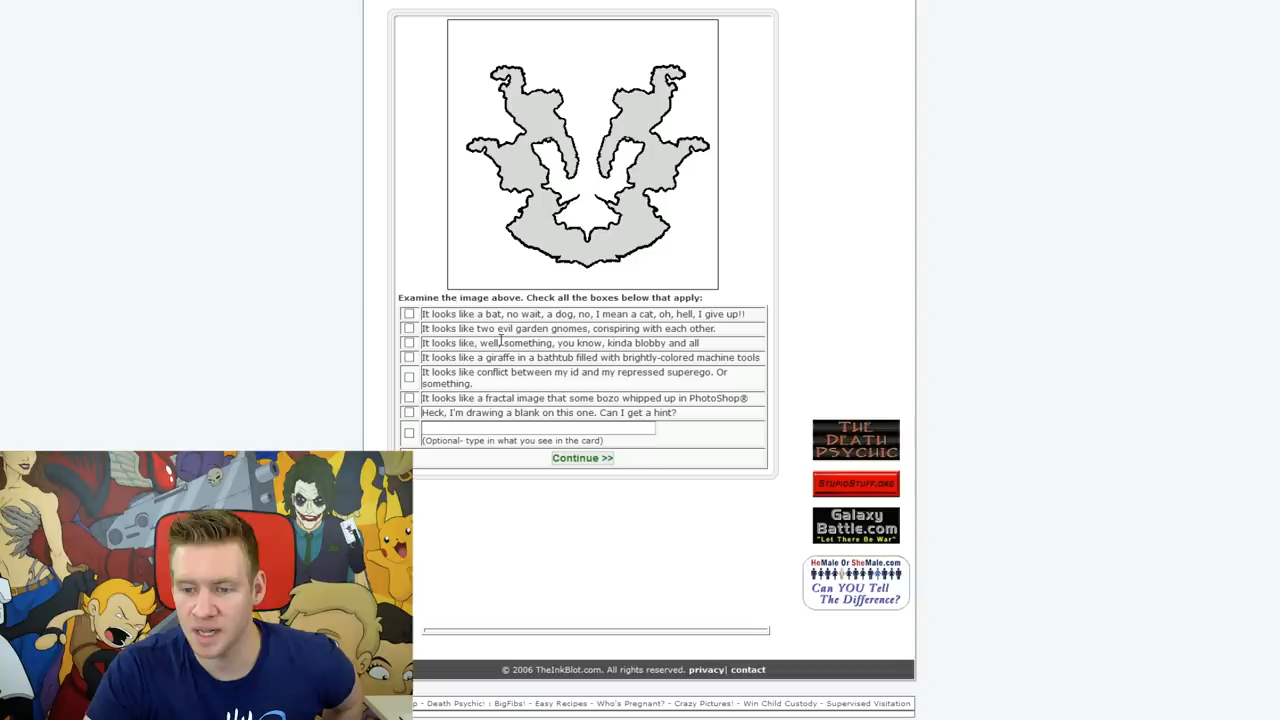 Examine the image above. Check all the boxes below that apply:
It looks like a bat, no wait, a dog, no, I mean a cat, oh, hell, I give up!!
It looks like two evil garden gnomes, conspiring with each other.
It looks like, well, something, you know, kinda blobby and all
It looks like a giraffe in a bathtub filled with brightly-colored machine tools
It looks like conflict between my id and my repressed superego. Or
something.
It looks like a fractal image that some bozo whipped up in PhotoShop®
Heck, I'm drawing a blank on this one. Can I get a hint?
(Optional- type in what you see in the card)
Continue >>
THE
DEATH
PSYCHIC
STUPIDSTUFF.ORG
Galaxy
Battle.com
"Let There Be War"
HeMale Or SheMale.com
Can YOU Tell
The Difference?
© 2006 TheInkBlot.com. All rights reserved. privacy| contact
p - Death Psychic! : BigFibs! - Easy Recipes - Who's Pregnant? - Crazy Pictures! - Win Child Custody - Supervised Visitation